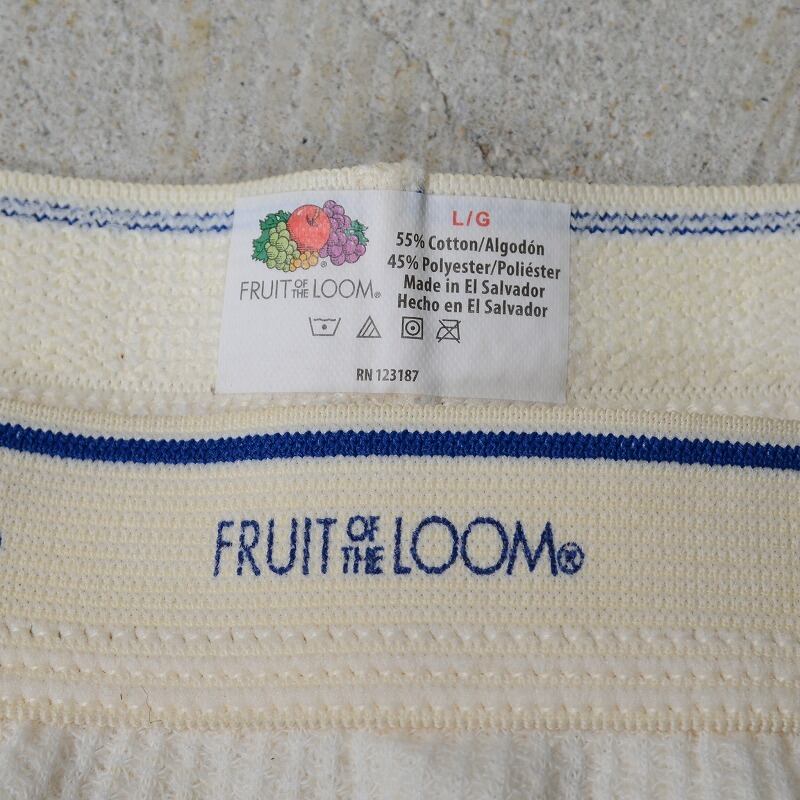 L/G
55% Cotton/Algodón
45% Polyester/Poliéster
Made in El Salvador
Hecho en El Salvador
FRUIT OF THE LOOM®
RN 123187
FRUIT OF THE LOOM®